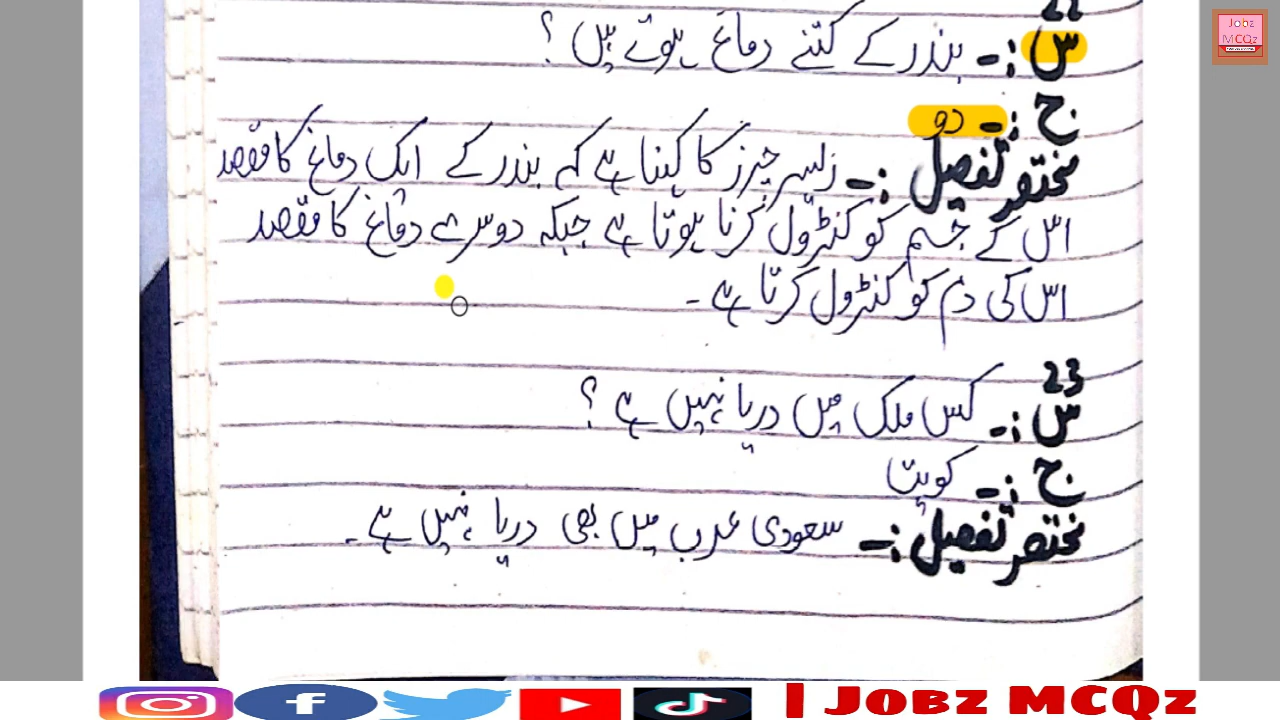 22
س :- بندر کے کتنے دماغ ہوتے ہیں ؟
ج :- دو
مختصر تفصیل :- ریسرچرز کا کہنا ہے کہ بندر کے ایک دماغ کا مقصد
اس کے جسم کو کنٹرول کرنا ہوتا ہے جبکہ دوسرے دماغ کا مقصد
اس کی دم کو کنٹرول کرتا ہے -
23
س :- کس ملک میں دریا نہیں ہے ؟
ج :- کویت
مختصر تفصیل :- سعودی عرب میں بھی دریا نہیں ہے -
Jobz
MCQz
| Jobz MCQz